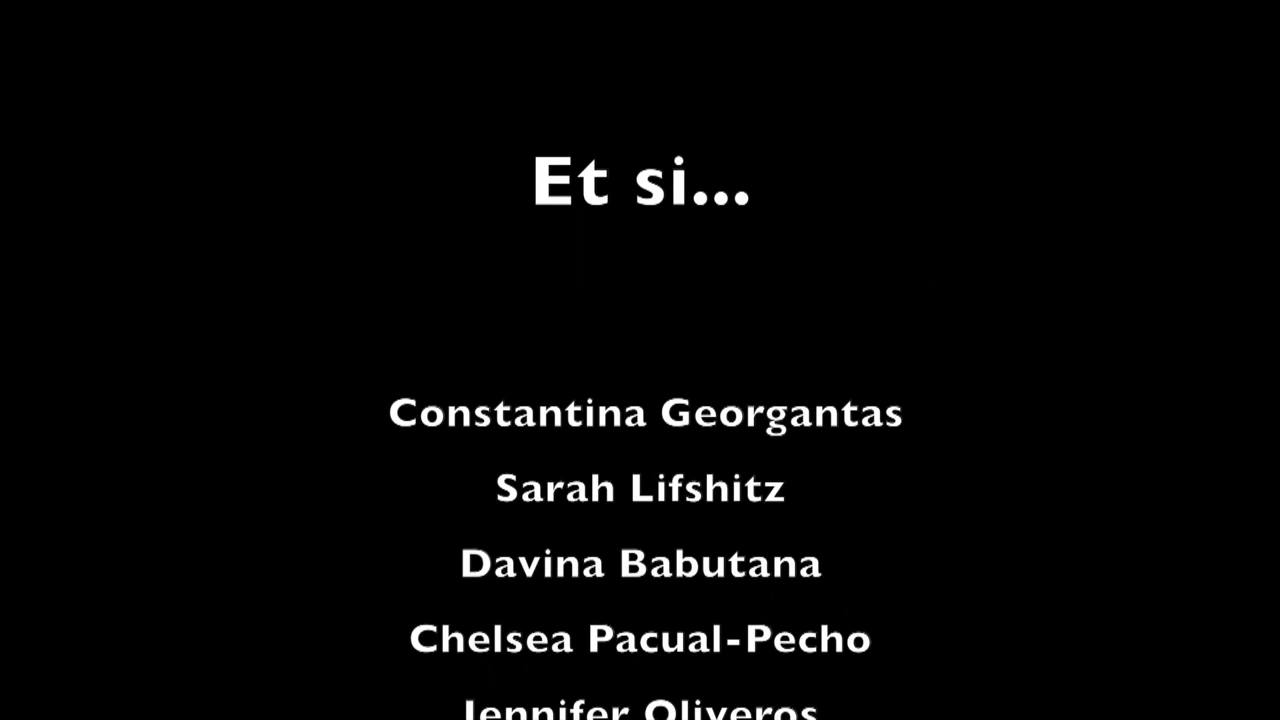 Et si...
Constantina Georgantas
Sarah Lifshitz
Davina Babutana
Chelsea Pacual-Pecho
Jennifer Oliveros